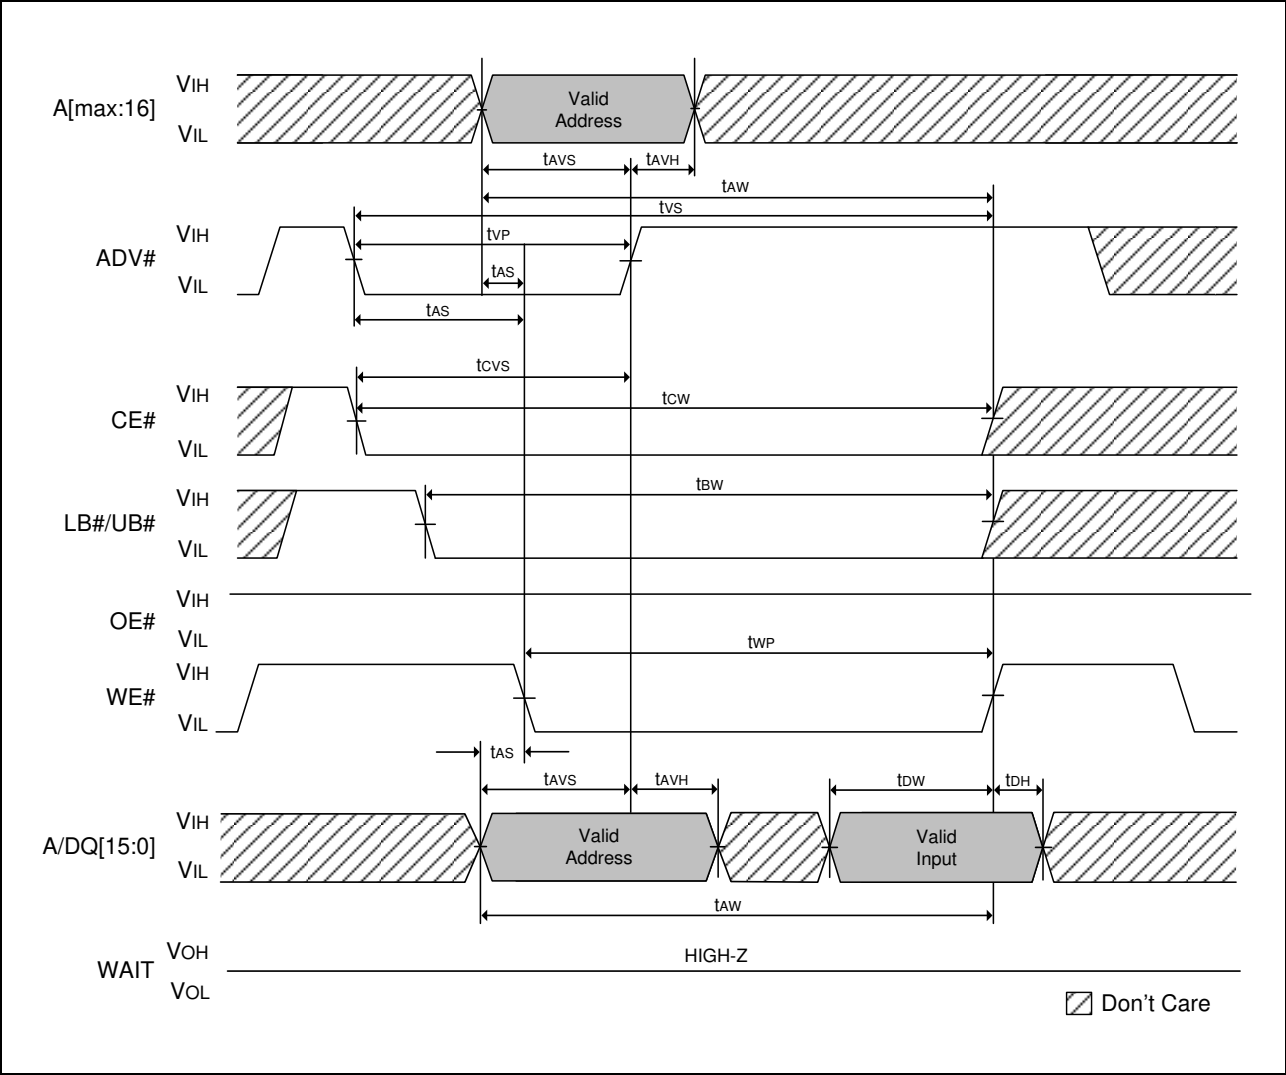 VIH
A[max:16]
VIL
Valid
Address
tAVS
tAVH
tAW
tVS
VIH
tVP
ADV#
tAS
VIL
tAS
tCVS
VIH
tCW
CE#
VIL
tBW
VIH
LB#/UB#
VIL
VIH
OE#
VIL
tWP
VIH
WE#
VIL
tAS
tAVS
tAVH
tDW
tDH
VIH
A/DQ[15:0]
VIL
Valid
Address
Valid
Input
tAW
VOH
HIGH-Z
WAIT
VOL
Don't Care